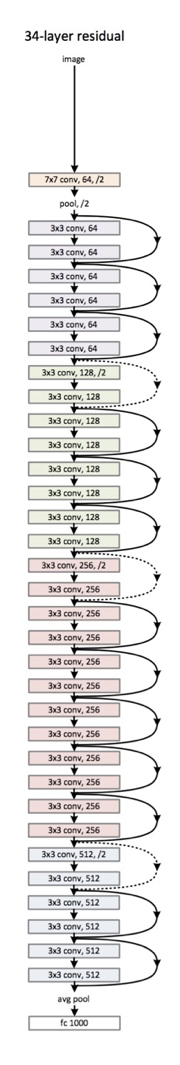 34-layer residual
image
7x7 conv, 64, /2
pool, /2
3x3 conv, 64
3x3 conv, 64
3x3 conv, 64
3x3 conv, 64
3x3 conv, 64
3x3 conv, 64
3x3 conv, 128, /2
3x3 conv, 128
3x3 conv, 128
3x3 conv, 128
3x3 conv, 128
3x3 conv, 128
3x3 conv, 128
3x3 conv, 128
3x3 conv, 256, /2
3x3 conv, 256
3x3 conv, 256
3x3 conv, 256
3x3 conv, 256
3x3 conv, 256
3x3 conv, 256
3x3 conv, 256
3x3 conv, 256
3x3 conv, 256
3x3 conv, 256
3x3 conv, 256
3x3 conv, 512, /2
3x3 conv, 512
3x3 conv, 512
3x3 conv, 512
3x3 conv, 512
3x3 conv, 512
avg pool
fc 1000